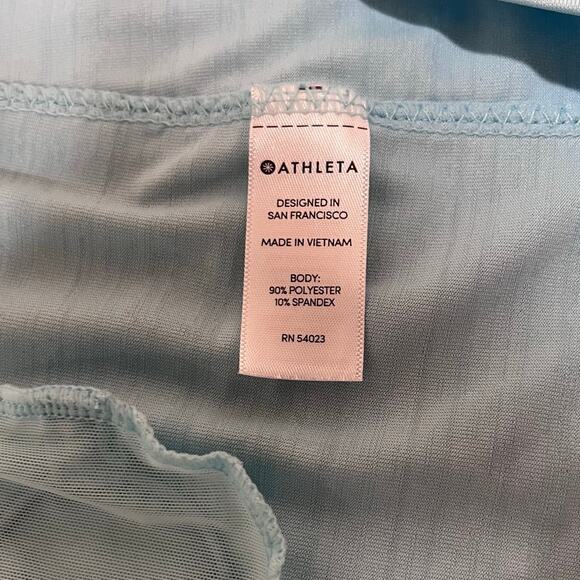 ATHLETA
DESIGNED IN
SAN FRANCISCO
MADE IN VIETNAM
BODY:
90% POLYESTER
10% SPANDEX
RN 54023